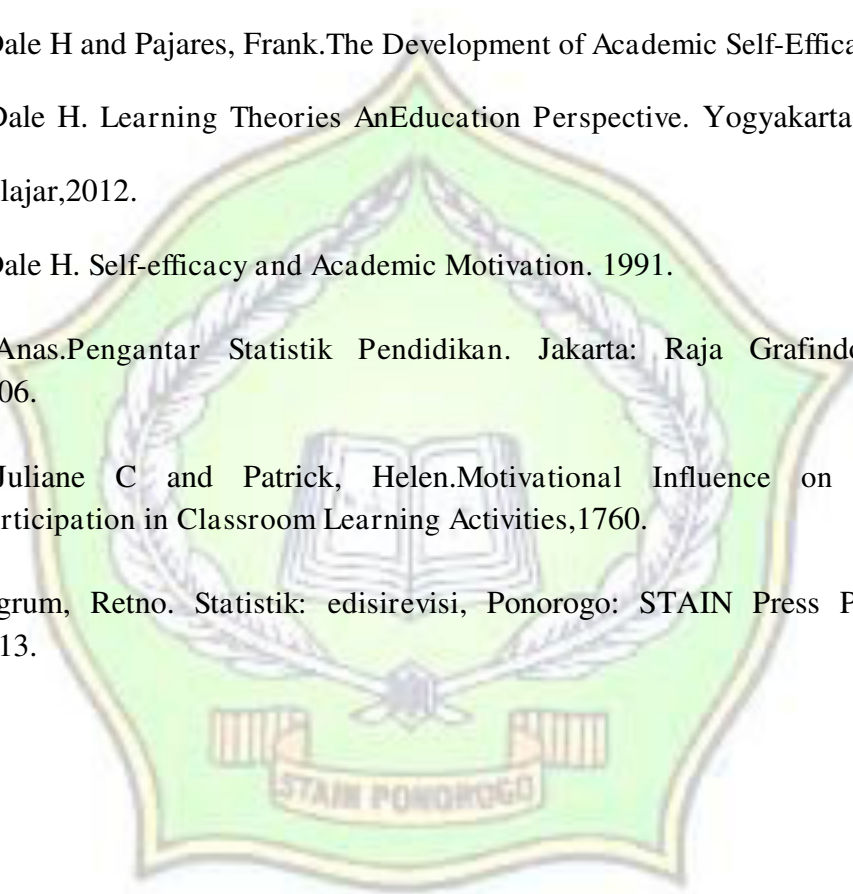 Dale H and Pajares, Frank.The Development of Academic Self-Effica
Dale H. Learning Theories AnEducation Perspective. Yogyakarta
lajar,2012.
Dale H. Self-efficacy and Academic Motivation. 1991.
Anas.Pengantar Statistik Pendidikan. Jakarta: Raja Grafindo
06.
Juliane C and Patrick, Helen.Motivational Influence on
rticipation in Classroom Learning Activities,1760.
grum, Retno. Statistik: edisirevisi, Ponorogo: STAIN Press P
13.
STAIN PONOROGO